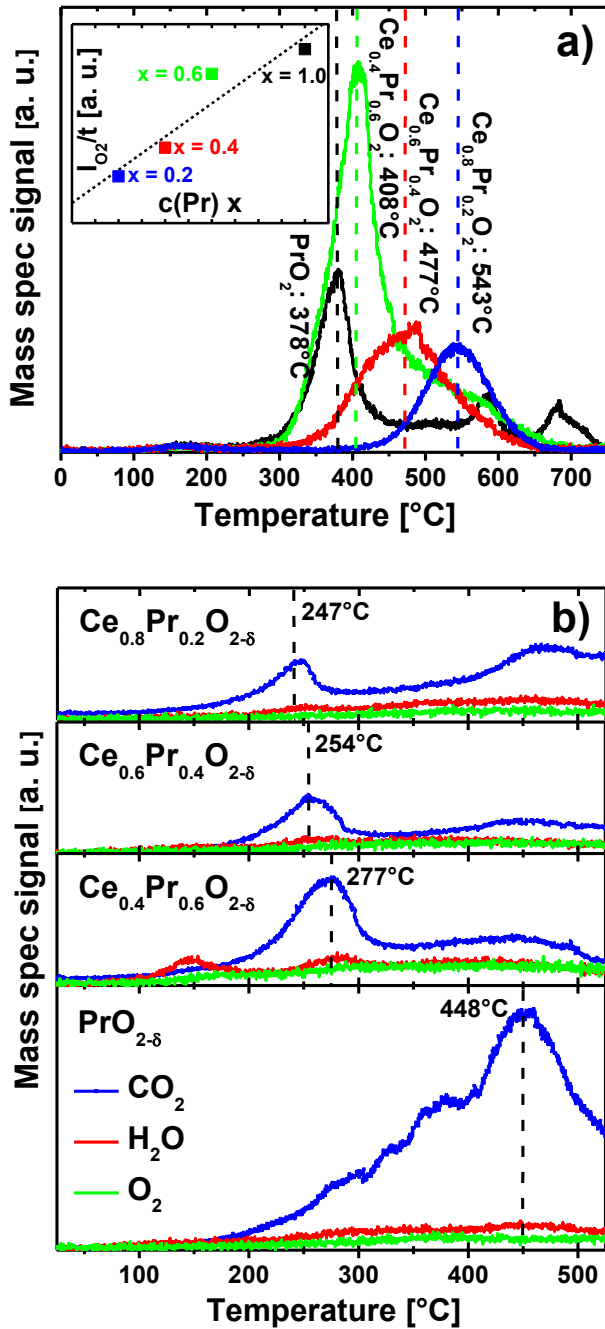 a)
Mass spec signal [a. u.]
I_O2/t [a. u.]
x = 0.6
x = 1.0
x = 0.4
x = 0.2
c(Pr) x
PrO2: 378°C
Ce0.4Pr0.6O2: 408°C
Ce0.6Pr0.4O2: 477°C
Ce0.8Pr0.2O2: 543°C
0 100 200 300 400 500 600 700
Temperature [°C]
b)
Mass spec signal [a. u.]
Ce0.8Pr0.2O2-δ
247°C
Ce0.6Pr0.4O2-δ
254°C
Ce0.4Pr0.6O2-δ
277°C
PrO2-δ
448°C
CO2
H2O
O2
100 200 300 400 500
Temperature [°C]